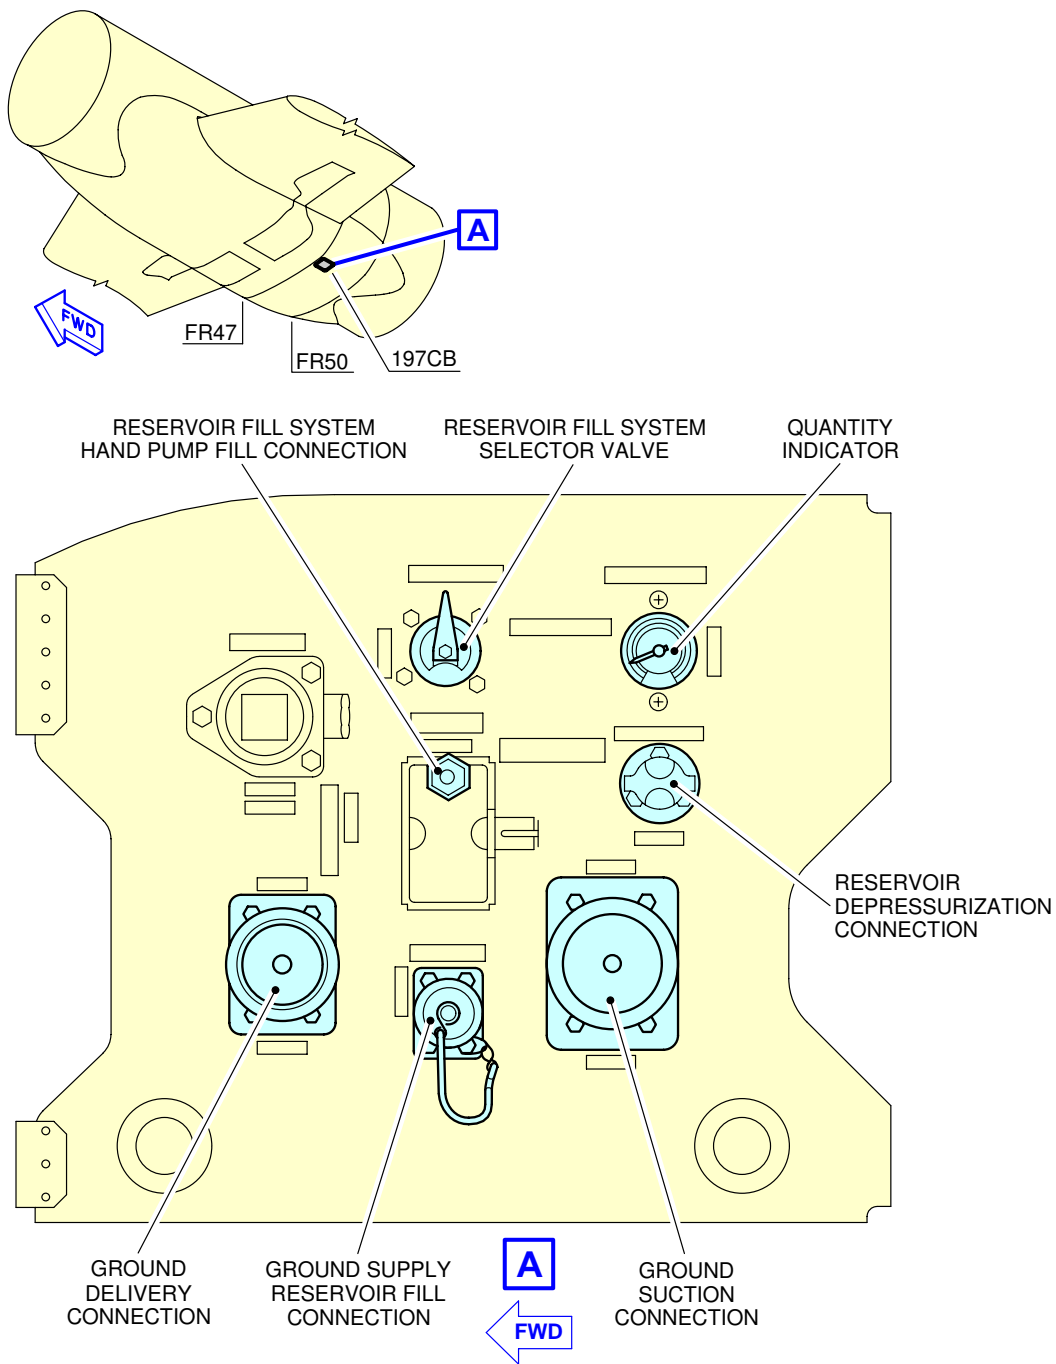 A
FWD
FR47
FR50
197CB
RESERVOIR FILL SYSTEM
HAND PUMP FILL CONNECTION
RESERVOIR FILL SYSTEM
SELECTOR VALVE
QUANTITY
INDICATOR
RESERVOIR
DEPRESSURIZATION
CONNECTION
GROUND
DELIVERY
CONNECTION
GROUND SUPPLY
RESERVOIR FILL
CONNECTION
A
FWD
GROUND
SUCTION
CONNECTION